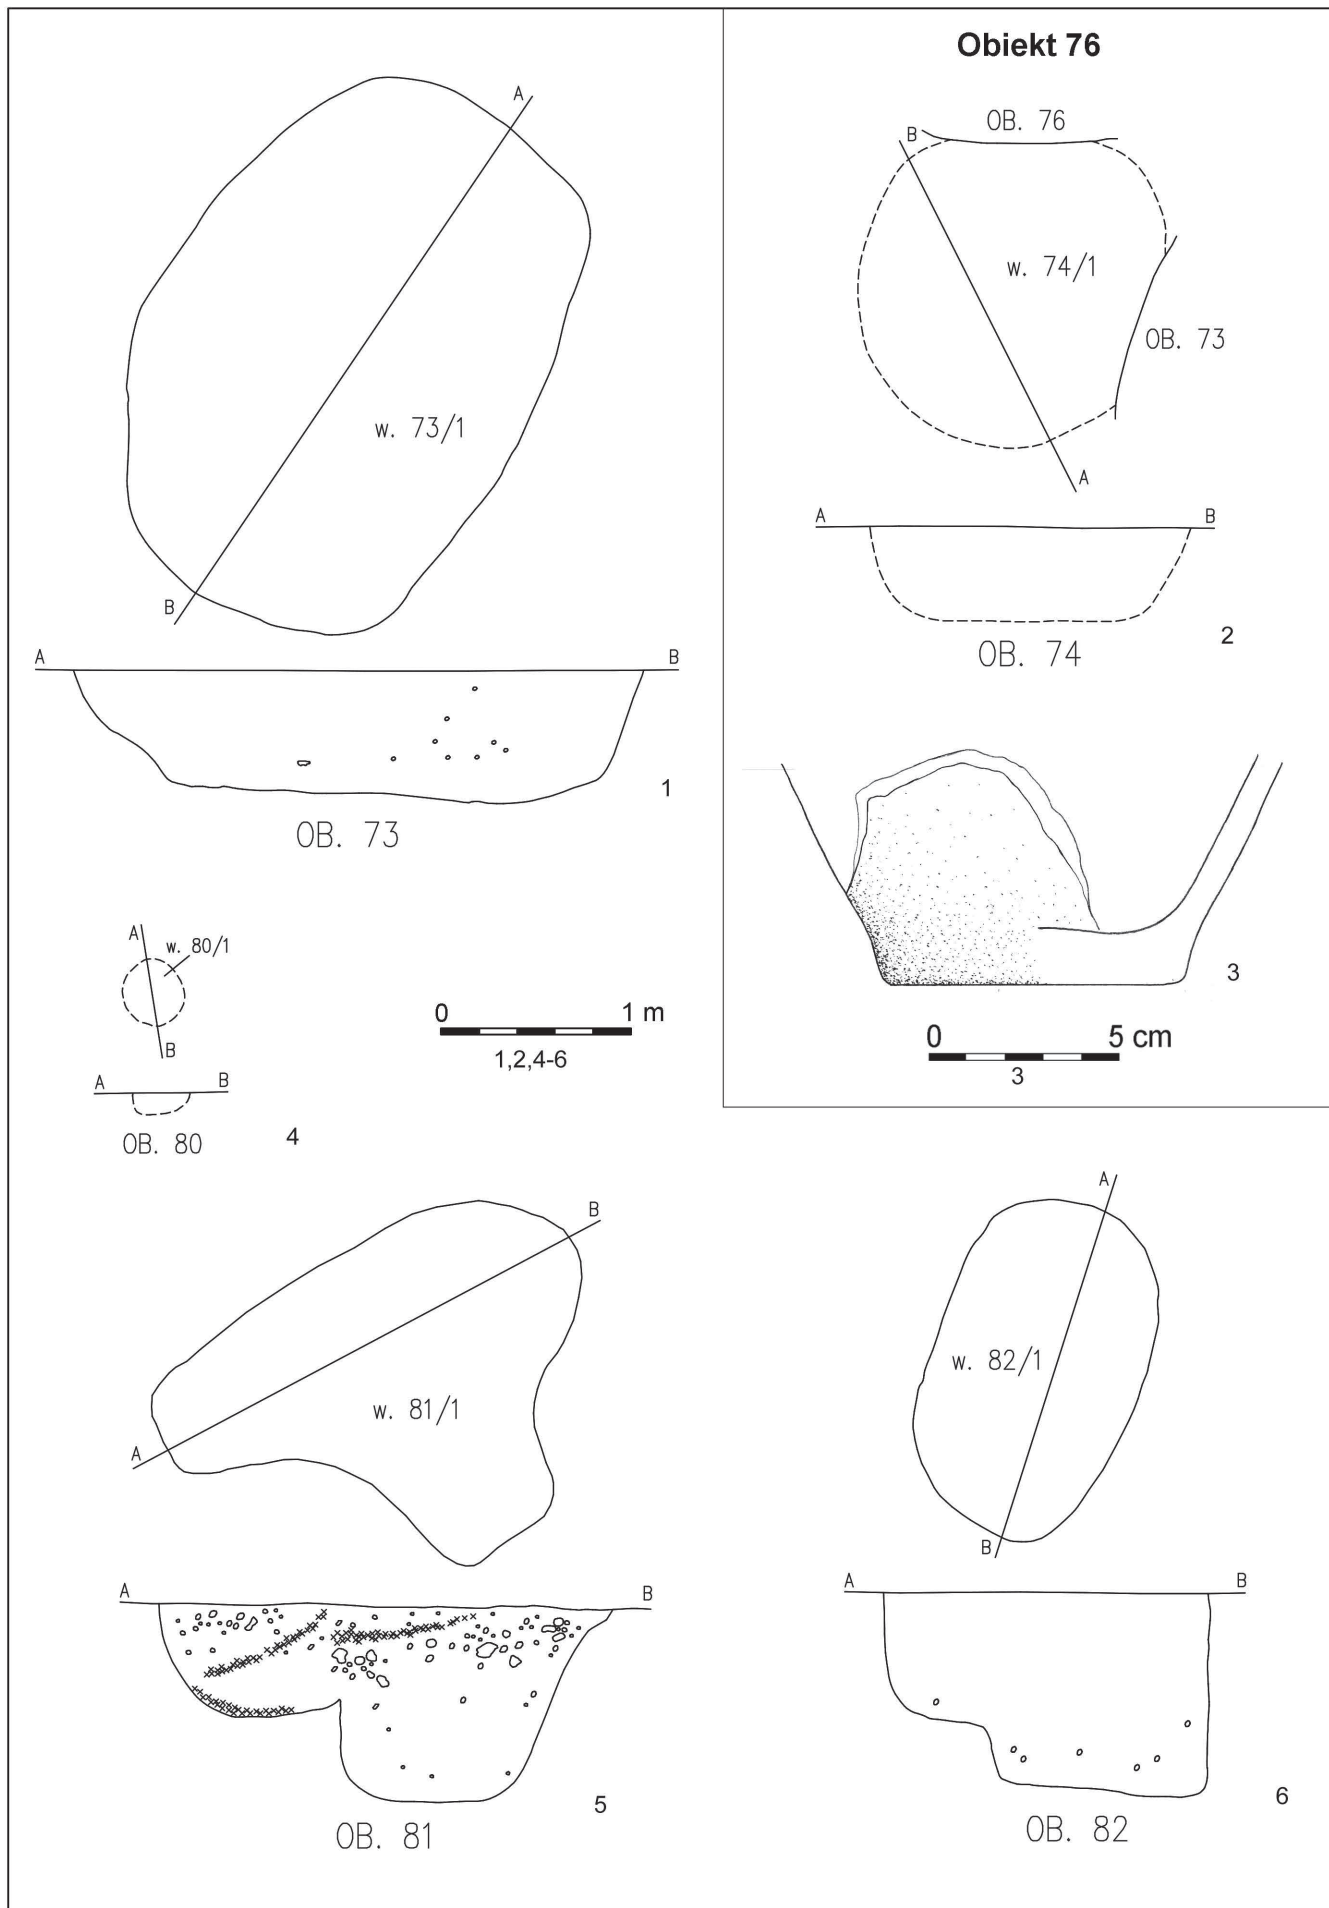 A
w. 73/1
B
A B
1
OB. 73
Obiekt 76
OB. 76
B
w. 74/1
OB. 73
A
A B
2
OB. 74
3
0 5 cm
3
A
w. 80/1
B
A B
OB. 80
4
0 1 m
1,2,4-6
B
w. 81/1
A
A B
5
OB. 81
A
w. 82/1
B
A B
6
OB. 82